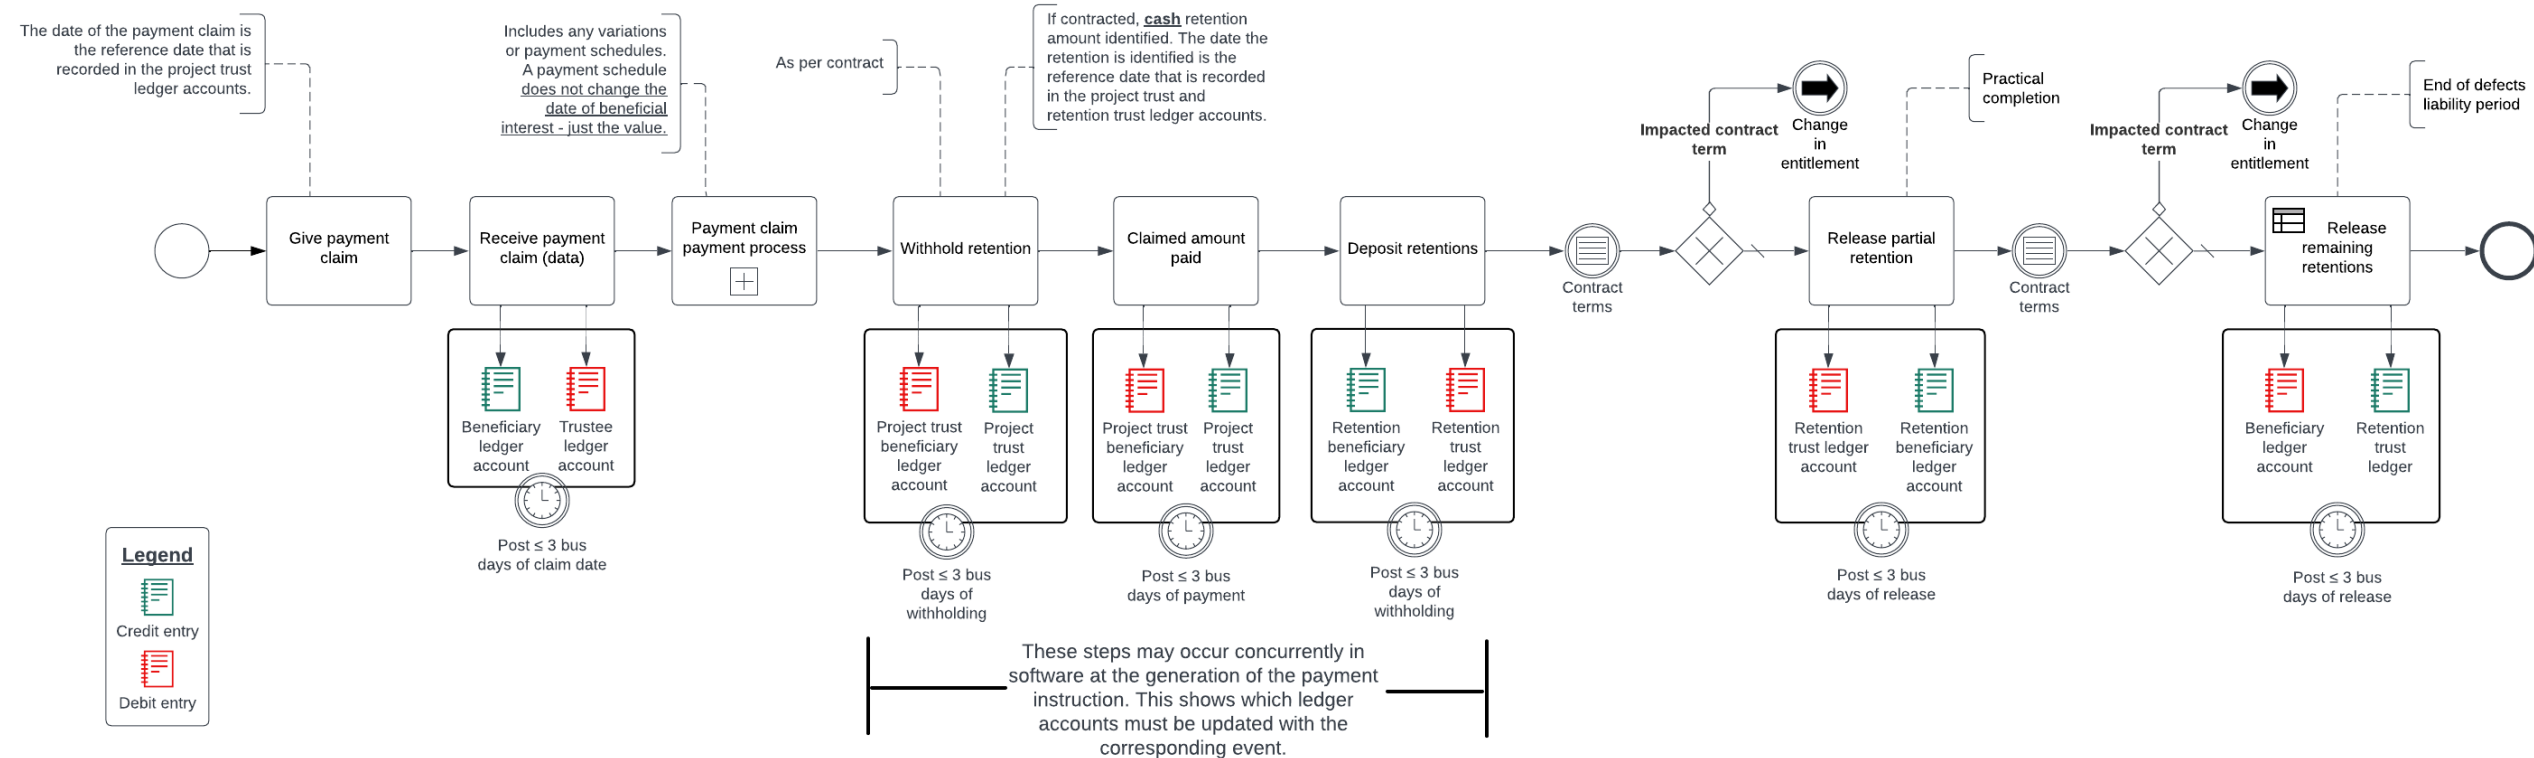 The date of the payment claim is
the reference date that is
recorded in the project trust
ledger accounts.
Includes any variations
or payment schedules.
A payment schedule
does not change the
date of beneficial
interest - just the value.
As per contract
If contracted, cash retention
amount identified. The date the
retention is identified is the
reference date that is recorded
in the project trust and
retention trust ledger accounts.
Impacted contract
term
Change
in
entitlement
Practical
completion
Impacted contract
term
Change
in
entitlement
End of defects
liability period
Give payment
claim
Receive payment
claim (data)
Payment claim
payment process
Withhold retention
Claimed amount
paid
Deposit retentions
Contract
terms
Release partial
retention
Contract
terms
Release
remaining
retentions
Beneficiary
ledger
account
Trustee
ledger
account
Post ≤ 3 bus
days of claim date
Project trust
beneficiary
ledger
account
Project
trust
ledger
account
Post ≤ 3 bus
days of
withholding
Project trust
beneficiary
ledger
account
Project
trust
ledger
account
Post ≤ 3 bus
days of payment
Retention
beneficiary
ledger
account
Retention
trust
ledger
account
Post ≤ 3 bus
days of
withholding
Retention
trust ledger
account
Retention
beneficiary
ledger
account
Post ≤ 3 bus
days of release
Beneficiary
ledger
account
Retention
trust
ledger
Post ≤ 3 bus
days of release
Legend
Credit entry
Debit entry
These steps may occur concurrently in
software at the generation of the payment
instruction. This shows which ledger
accounts must be updated with the
corresponding event.